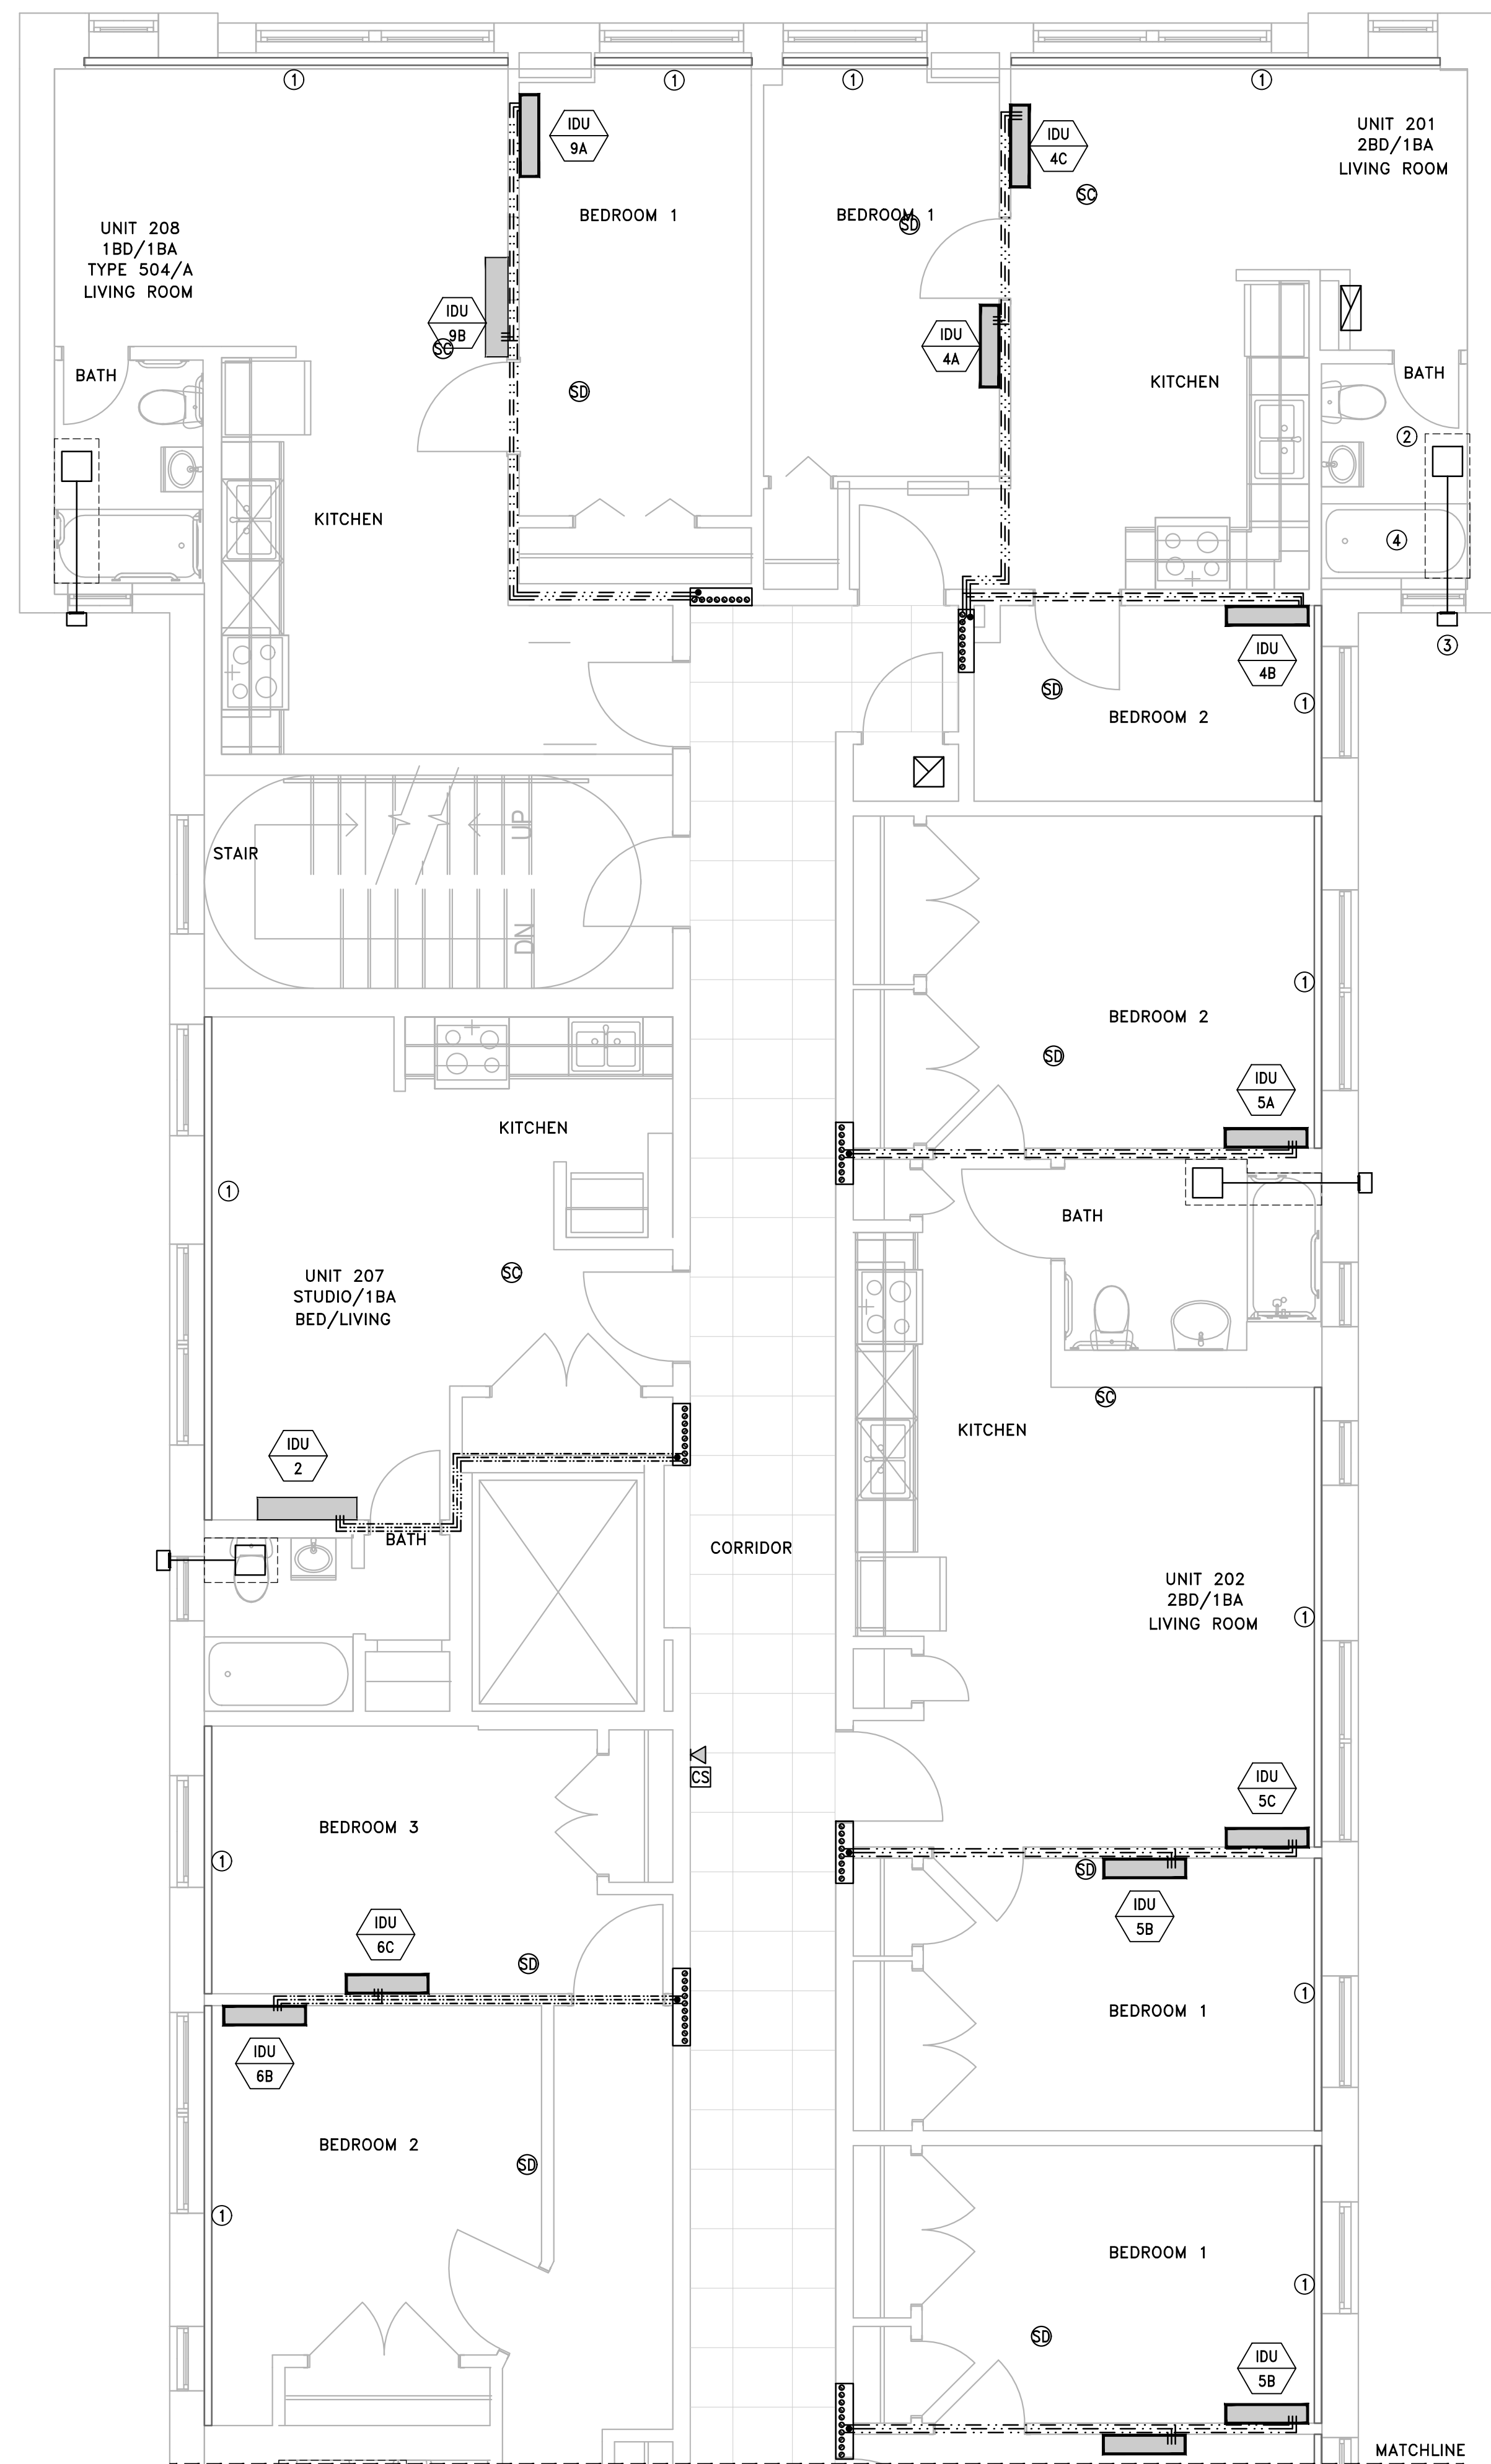 1
1
1
1
IDU
9A
IDU
4C
UNIT 201
2BD/1BA
LIVING ROOM
SC
BEDROOM 1
BEDROOM 1
SD
UNIT 208
1BD/1BA
TYPE 504/A
LIVING ROOM
IDU
9B
SC
IDU
4A
BATH
SD
KITCHEN
BATH
2
KITCHEN
4
3
IDU
4B
SD
1
BEDROOM 2
UP
STAIR
DN
1
BEDROOM 2
SD
IDU
5A
KITCHEN
1
BATH
SC
UNIT 207
STUDIO/1BA
BED/LIVING
SC
KITCHEN
IDU
2
BATH
CORRIDOR
UNIT 202
2BD/1BA
LIVING ROOM
1
CS
IDU
5C
BEDROOM 3
1
SD
IDU
5B
IDU
6C
SD
1
BEDROOM 1
IDU
6B
BEDROOM 2
SD
1
BEDROOM 1
1
SD
IDU
5B
MATCHLINE